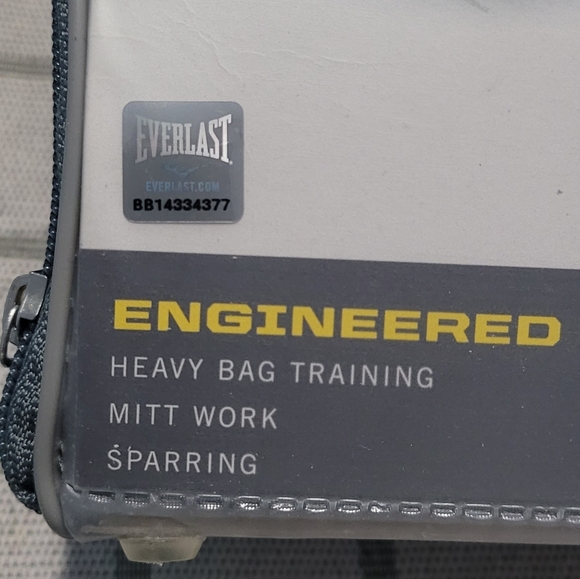 EVERLAST
EVERLAST.COM
BB14334377
ENGINEERED
HEAVY BAG TRAINING
MITT WORK
SPARRING